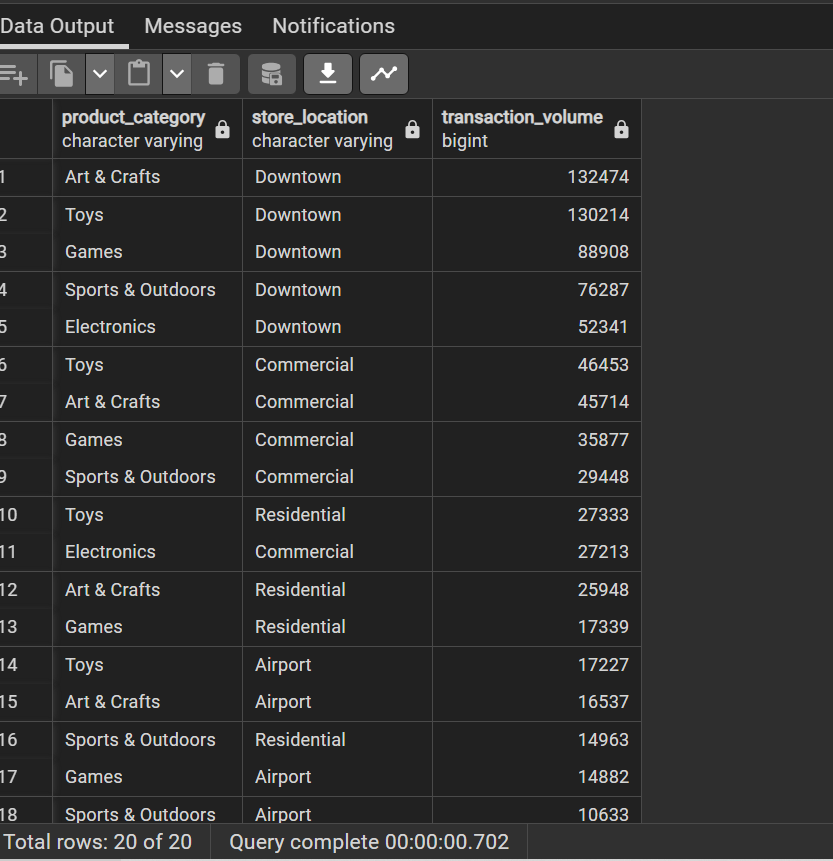 Data Output Messages Notifications
product_category store_location transaction_volume
character varying character varying bigint
1 Art & Crafts Downtown 132474
2 Toys Downtown 130214
3 Games Downtown 88908
4 Sports & Outdoors Downtown 76287
5 Electronics Downtown 52341
6 Toys Commercial 46453
7 Art & Crafts Commercial 45714
8 Games Commercial 35877
9 Sports & Outdoors Commercial 29448
10 Toys Residential 27333
11 Electronics Commercial 27213
12 Art & Crafts Residential 25948
13 Games Residential 17339
14 Toys Airport 17227
15 Art & Crafts Airport 16537
16 Sports & Outdoors Residential 14963
17 Games Airport 14882
18 Sports & Outdoors Airport 10633
Total rows: 20 of 20 Query complete 00:00:00.702